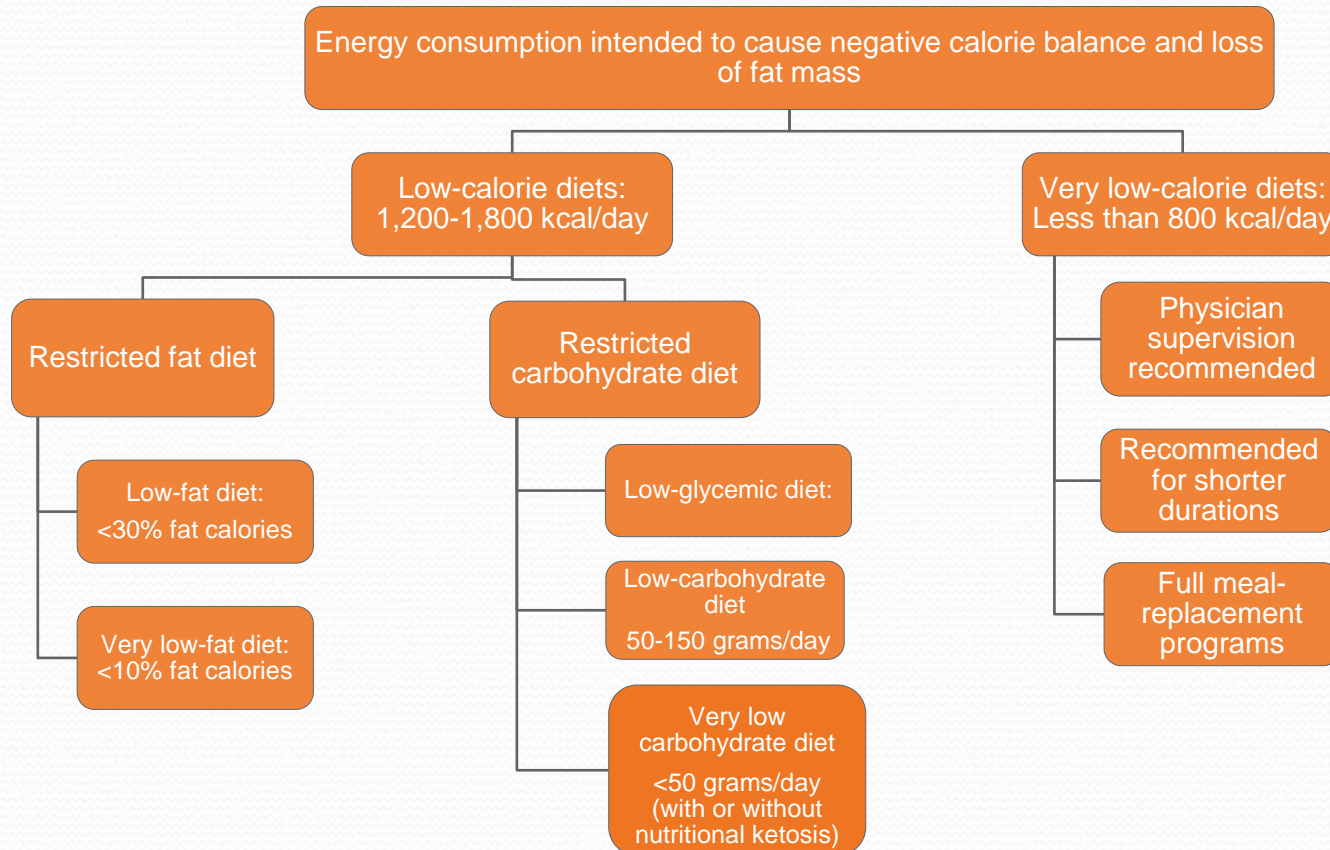 Energy consumption intended to cause negative calorie balance and loss
of fat mass
Low-calorie diets:
1,200-1,800 kcal/day
Restricted fat diet
Low-fat diet:
<30% fat calories
Very low-fat diet:
<10% fat calories
Restricted
carbohydrate diet
Low-glycemic diet:
Low-carbohydrate
diet
50-150 grams/day
Very low
carbohydrate diet
<50 grams/day
(with or without
nutritional ketosis)
Very low-calorie diets:
Less than 800 kcal/day
Physician
supervision
recommended
Recommended
for shorter
durations
Full meal-
replacement
programs